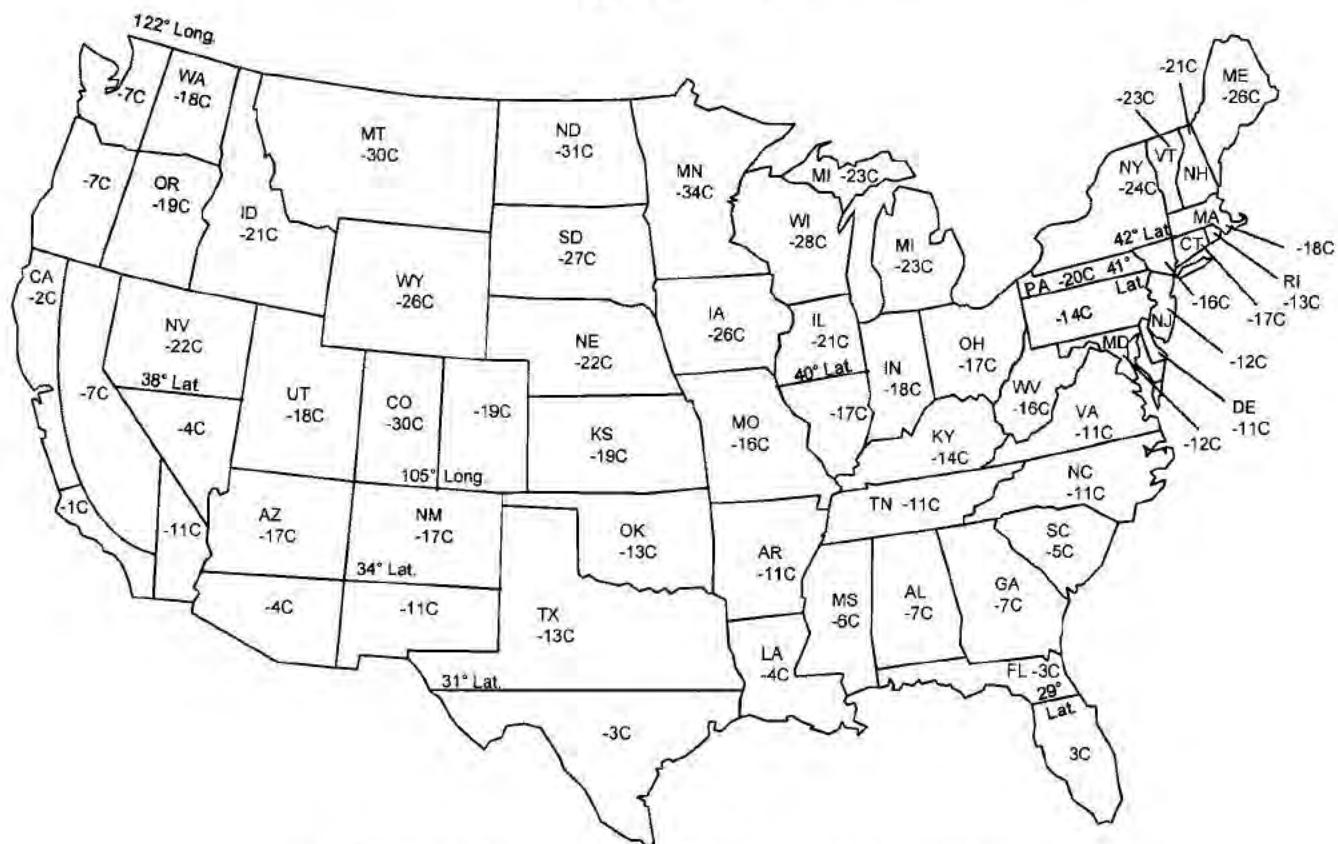 122° Long.
WA
-18C
-7C
MT
-30C
ND
-31C
MN
-34C
MI -23C
-21C
ME
-26C
-23C
VT
NH
NY
-24C
-7C
OR
-19C
ID
-21C
WY
-26C
SD
-27C
WI
-28C
MI
-23C
42° Lat.
MA
-18C
CT
RI
-13C
-17C
-16C
PA -20C 41°
Lat
-14C
NJ
-12C
CA
-2C
NV
-22C
38° Lat
-7C
-4C
UT
-18C
CO
-30C
-19C
105° Long.
NE
-22C
IA
-26C
IL
-21C
40° Lat
-17C
IN
-18C
OH
-17C
WV
-16C
MD
DE
-11C
-12C
VA
-11C
KS
-19C
MO
-16C
KY
-14C
-1C
-11C
AZ
-17C
NM
-17C
34° Lat.
-4C
-11C
OK
-13C
TX
-13C
31° Lat.
-3C
AR
-11C
TN -11C
NC
-11C
SC
-5C
MS
-6C
AL
-7C
GA
-7C
LA
-4C
FL -3C
29°
Lat
3C